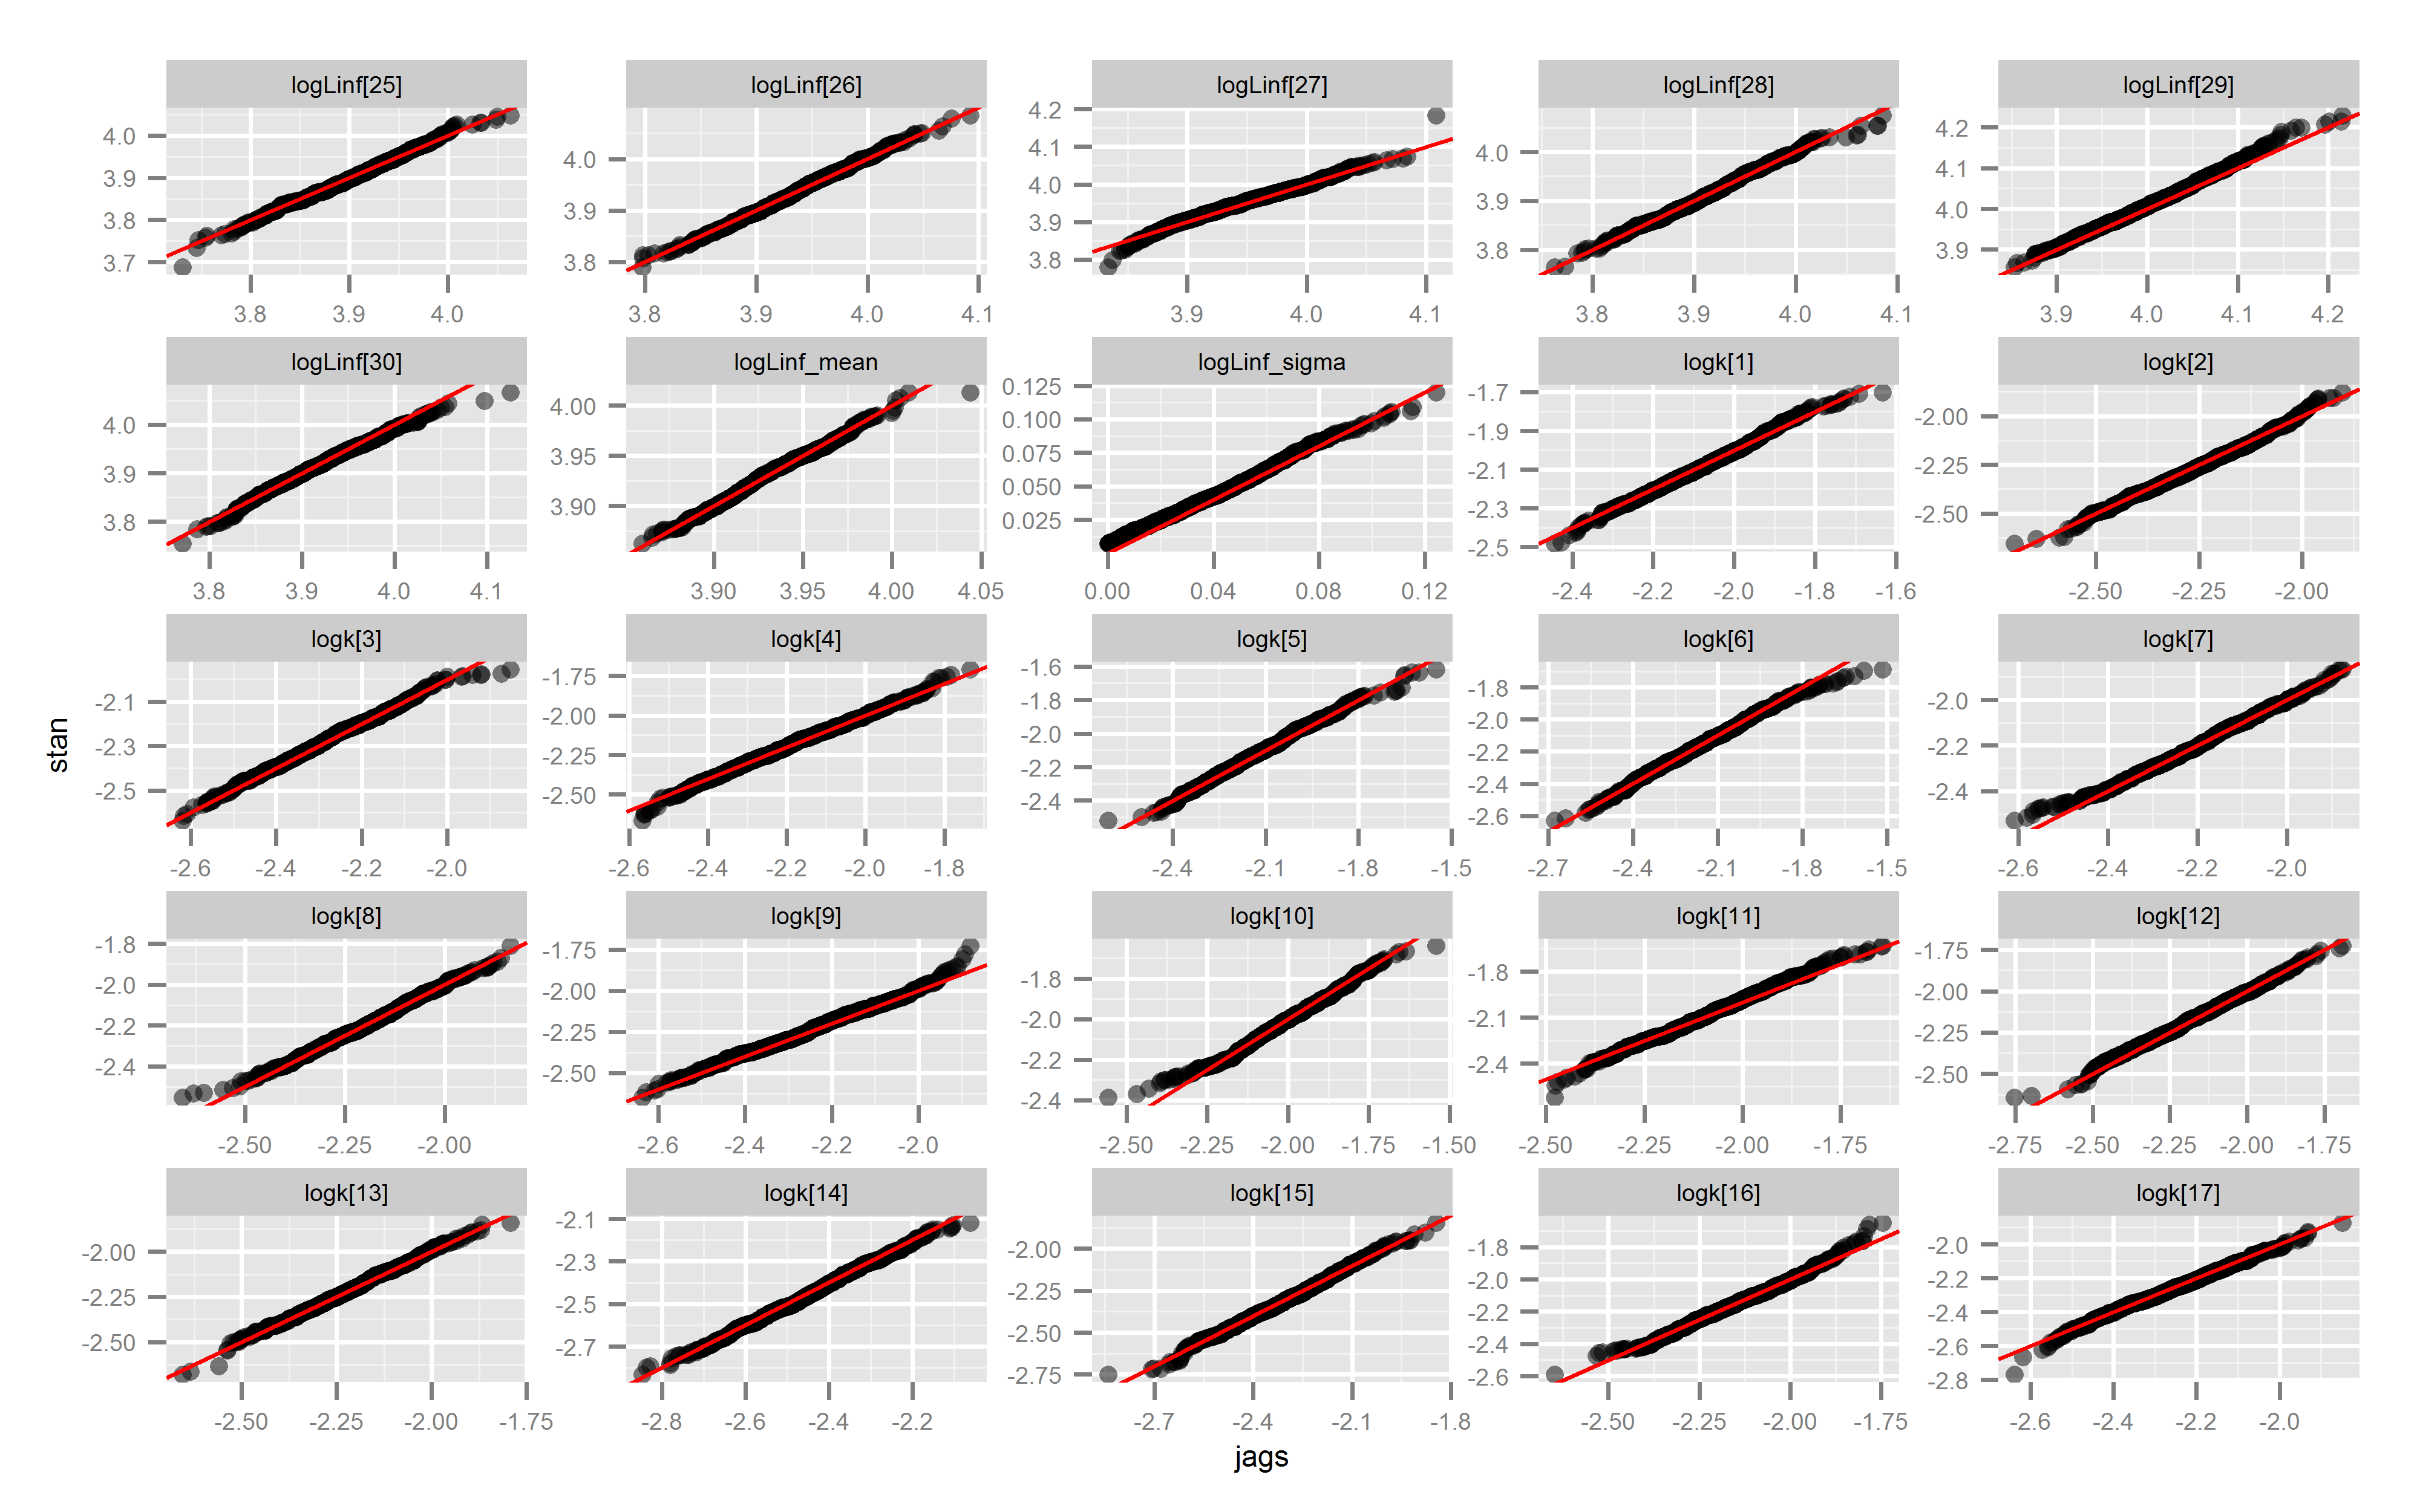 logLinf[25] logLinf[26] logLinf[27] logLinf[28] logLinf[29]
4.0 3.9 3.8 3.7
4.0 3.9 3.8
4.2 4.1 4.0 3.9 3.8
4.0 3.9 3.8
4.2 4.1 4.0 3.9
3.8 3.9 4.0
3.8 3.9 4.0 4.1
3.9 4.0 4.1
3.8 3.9 4.0 4.1
3.9 4.0 4.1 4.2
logLinf[30] logLinf_mean logLinf_sigma logk[1] logk[2]
4.0 3.9 3.8
4.00 3.95 3.90
0.125 0.100 0.075 0.050 0.025
-1.7 -1.9 -2.1 -2.3 -2.5
-2.00 -2.25 -2.50
3.8 3.9 4.0 4.1
3.90 3.95 4.00 4.05
0.00 0.04 0.08 0.12
-2.4 -2.2 -2.0 -1.8 -1.6
-2.50 -2.25 -2.00
logk[3] logk[4] logk[5] logk[6] logk[7]
-2.1 -2.3 -2.5
-1.75 -2.00 -2.25 -2.50
-1.6 -1.8 -2.0 -2.2 -2.4
-1.8 -2.0 -2.2 -2.4 -2.6
-2.0 -2.2 -2.4
-2.6 -2.4 -2.2 -2.0
-2.6 -2.4 -2.2 -2.0 -1.8
-2.4 -2.1 -1.8 -1.5
-2.7 -2.4 -2.1 -1.8 -1.5
-2.6 -2.4 -2.2 -2.0
stan
logk[8] logk[9] logk[10] logk[11] logk[12]
-1.8 -2.0 -2.2 -2.4
-1.75 -2.00 -2.25 -2.50
-1.8 -2.0 -2.2 -2.4
-1.8 -2.1 -2.4
-1.75 -2.00 -2.25 -2.50
-2.50 -2.25 -2.00
-2.6 -2.4 -2.2 -2.0
-2.50 -2.25 -2.00 -1.75 -1.50
-2.50 -2.25 -2.00 -1.75
-2.75 -2.50 -2.25 -2.00 -1.75
logk[13] logk[14] logk[15] logk[16] logk[17]
-2.00 -2.25 -2.50
-2.1 -2.3 -2.5 -2.7
-2.00 -2.25 -2.50 -2.75
-1.8 -2.0 -2.2 -2.4 -2.6
-2.0 -2.2 -2.4 -2.6 -2.8
-2.50 -2.25 -2.00 -1.75
-2.8 -2.6 -2.4 -2.2
-2.7 -2.4 -2.1 -1.8
-2.50 -2.25 -2.00 -1.75
-2.6 -2.4 -2.2 -2.0
jags